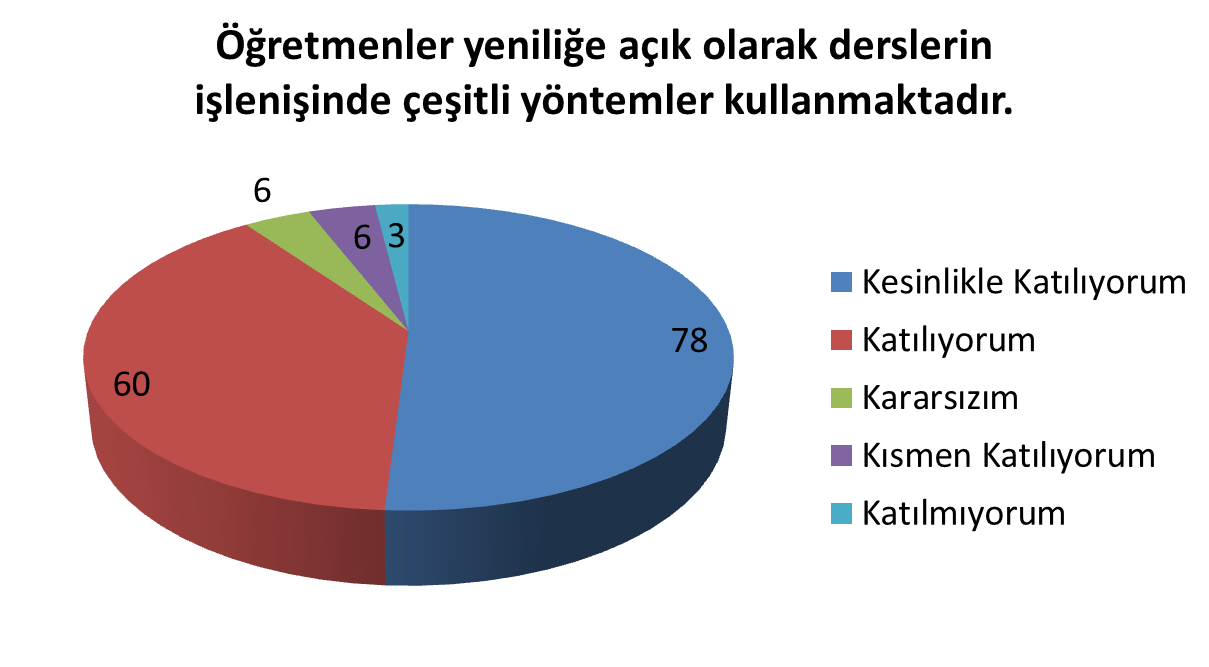 Öğretmenler yeniliğe açık olarak derslerin
işlenişinde çeşitli yöntemler kullanmaktadır.
6
6
3
78
60
Kesinlikle Katılıyorum
Katılıyorum
Kararsızım
Kısmen Katılıyorum
Katılmıyorum